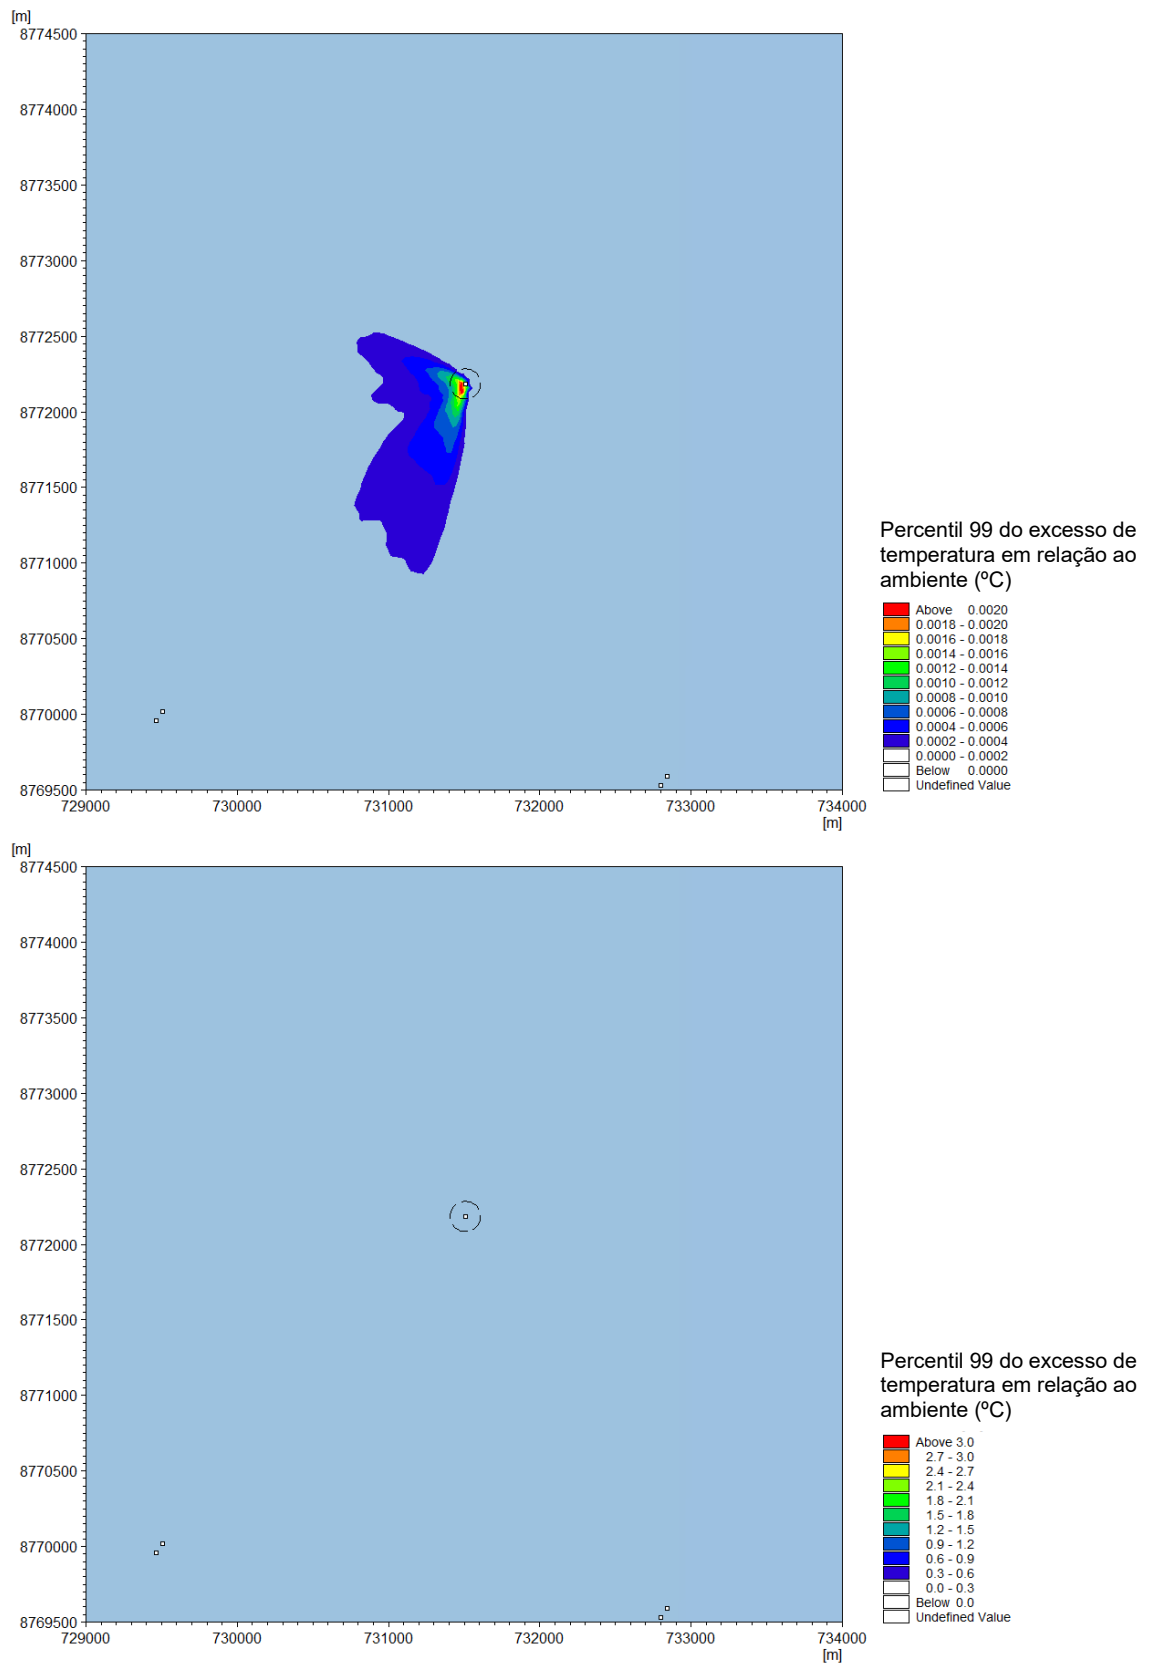 [m]
8774500
8774000
8773500
8773000
8772500
8772000
8771500
8771000
8770500
8770000
8769500
729000 730000 731000 732000 733000 734000
[m]
Percentil 99 do excesso de
temperatura em relação ao
ambiente (ºC)
Above 0.0020
0.0018 - 0.0020
0.0016 - 0.0018
0.0014 - 0.0016
0.0012 - 0.0014
0.0010 - 0.0012
0.0008 - 0.0010
0.0006 - 0.0008
0.0004 - 0.0006
0.0002 - 0.0004
0.0000 - 0.0002
Below 0.0000
Undefined Value
[m]
8774500
8774000
8773500
8773000
8772500
8772000
8771500
8771000
8770500
8770000
8769500
729000 730000 731000 732000 733000 734000
[m]
Percentil 99 do excesso de
temperatura em relação ao
ambiente (ºC)
Above 3.0
2.7 - 3.0
2.4 - 2.7
2.1 - 2.4
1.8 - 2.1
1.5 - 1.8
1.2 - 1.5
0.9 - 1.2
0.6 - 0.9
0.3 - 0.6
0.0 - 0.3
Below 0.0
Undefined Value